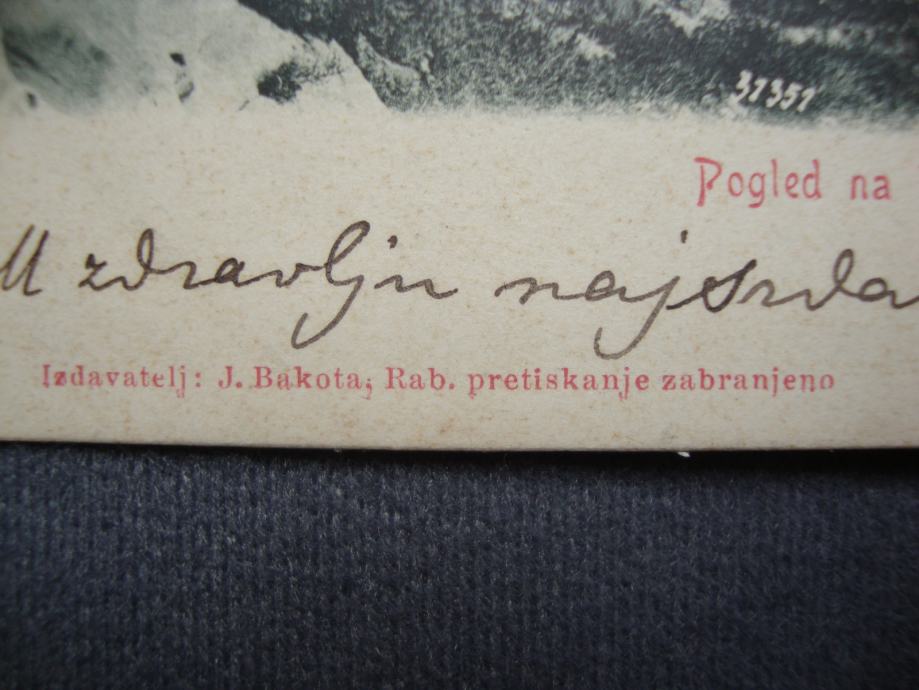 37351
Pogled na
U zdravlju najsrda
Izdavatelj: J. Bakota, Rab. pretiskanje zabranjeno